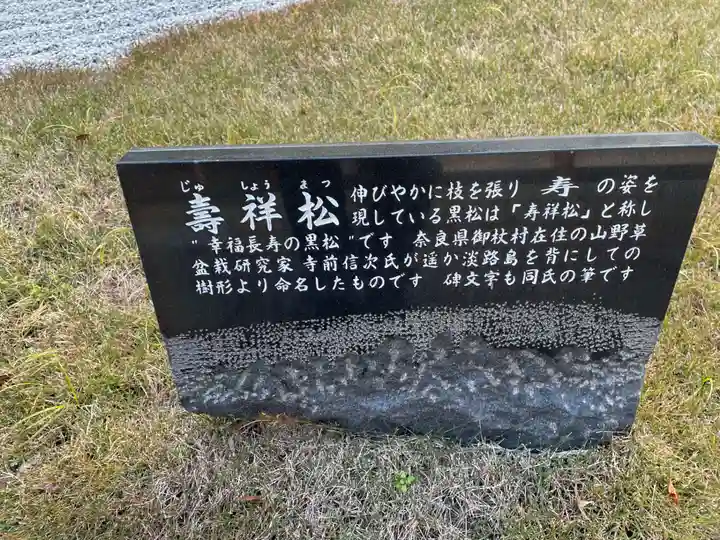 じゅ しょう まつ
壽祥松
伸びやかに枝を張り 寿 の姿を
現している黒松は「寿祥松」と称し
"幸福長寿の黒松"です 奈良県御杖村在住の山野草
盆栽研究家 寺前信次氏が遥か淡路島を背にしての
樹形より命名したものです 碑文字も同氏の筆です